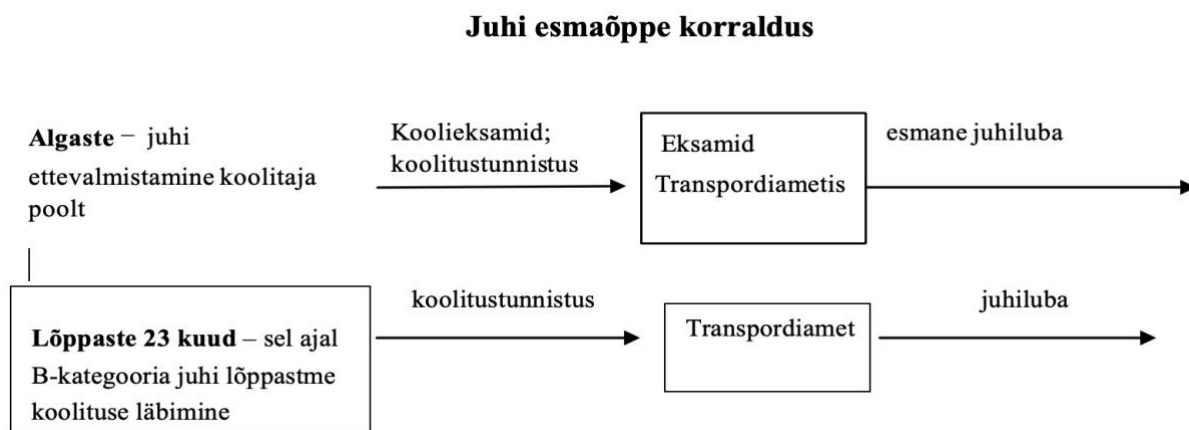 Juhi esmaõppe korraldus
Algaste – juhi
ettevalmistamine koolitaja
poolt
Koolieksamid;
koolitustunnistus
Eksamid
Transpordiametis
esmane juhiluba
Lõppaste 23 kuud – sel ajal
B-kategooria juhi lõppastme
koolituse läbimine
koolitustunnistus
Transpordiamet
juhiluba